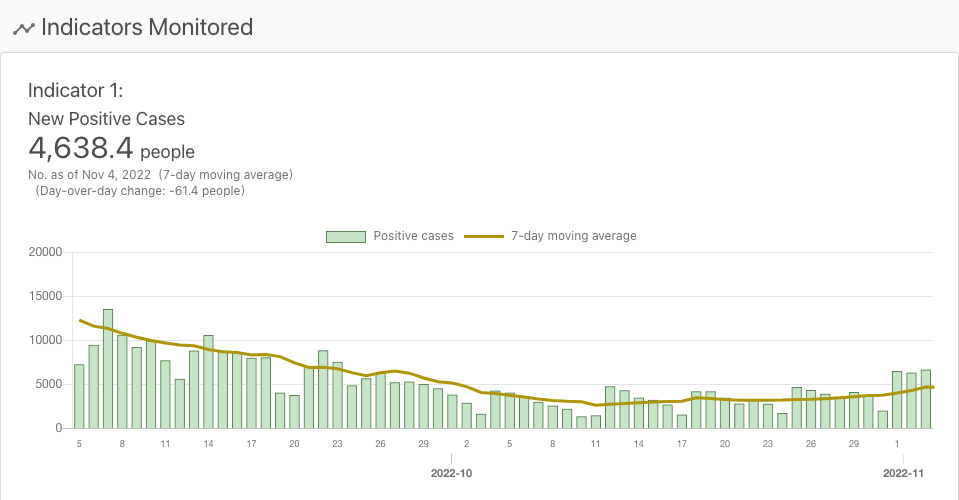 Indicators Monitored
Indicator 1:
New Positive Cases
4,638.4 people
No. as of Nov 4, 2022 (7-day moving average)
(Day-over-day change: -61.4 people)
Positive cases 7-day moving average
20000
15000
10000
5000
0
5 8 11 14 17 20 23 26 29 2 5 8 11 14 17 20 23 26 29 1
2022-10 2022-11